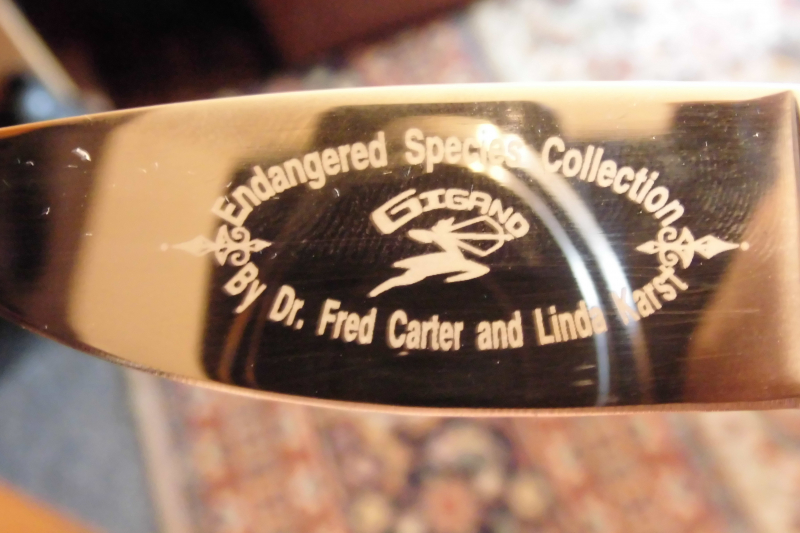 Endangered Species Collection
GIGAND
By Dr. Fred Carter and Linda Karst